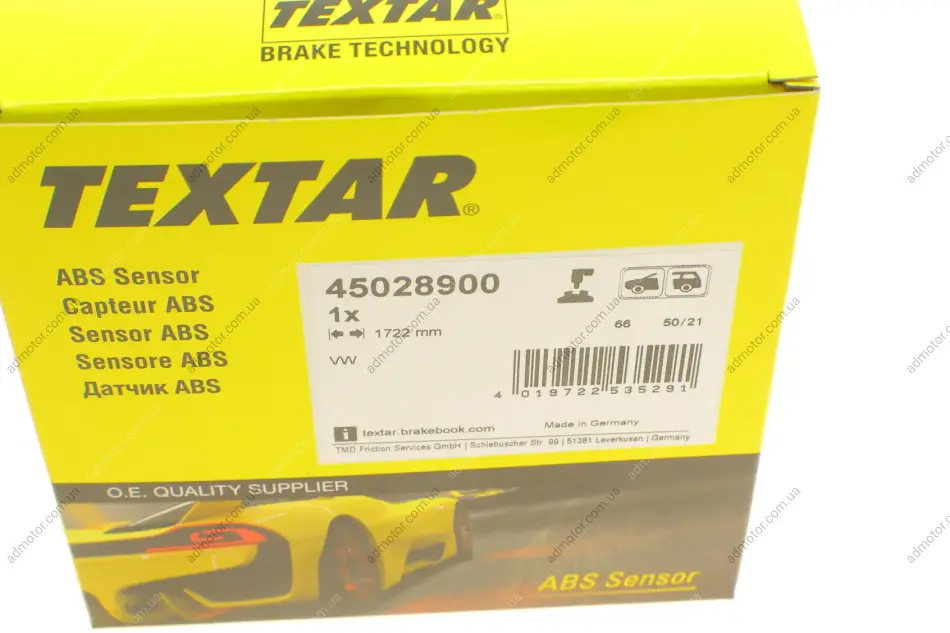 TEXTAR®
BRAKE TECHNOLOGY
TEXTAR®
ABS Sensor
Capteur ABS
Sensor ABS
Sensore ABS
Датчик ABS
45028900
1x
1722 mm
VW
66 50/21
4 019722 535291
Made in Germany
i textar.brakebook.com
TMD Friction Services GmbH | Schlebuscher Str. 99 | 51381 Leverkusen | Germany
O.E. QUALITY SUPPLIER
ABS Sensor
admotor.com.ua